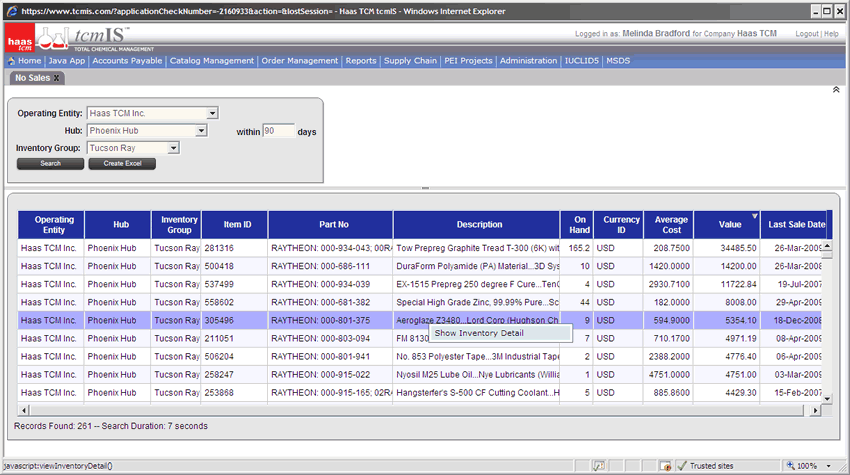 https://www.tcmis.com/?applicationCheckNumber=-2160933&action=&lostSession= - Haas TCM tcmIS - Windows Internet Explorer
haas tcm
tcmIS™
TOTAL CHEMICAL MANAGEMENT
Logged in as: Melinda Bradford for Company Haas TCM
Logout | Help
Home | Java App | Accounts Payable | Catalog Management | Order Management | Reports | Supply Chain | PEI Projects | Administration | IUCLID5 | MSDS
No Sales x
Operating Entity: Haas TCM Inc.
Hub: Phoenix Hub within 90 days
Inventory Group: Tucson Ray
Search Create Excel
Operating Entity Hub Inventory Group Item ID Part No Description On Hand Currency ID Average Cost Value Last Sale Date
Haas TCM Inc. Phoenix Hub Tucson Ray 281316 RAYTHEON: 000-934-043; 00RA Tow Prepreg Graphite Tread T-300 (6K) wit 165.2 USD 208.7500 34485.50 26-Mar-2009
Haas TCM Inc. Phoenix Hub Tucson Ray 500418 RAYTHEON: 000-686-111 DuraForm Polyamide (PA) Material...3D Sys 10 USD 1420.0000 14200.00 26-Mar-2008
Haas TCM Inc. Phoenix Hub Tucson Ray 537499 RAYTHEON: 000-934-039 EX-1515 Prepreg 250 degree F Cure...TenC 4 USD 2930.7100 11722.84 19-Jul-2007
Haas TCM Inc. Phoenix Hub Tucson Ray 558602 RAYTHEON: 000-681-382 Special High Grade Zinc, 99.99% Pure...Sc 44 USD 182.0000 8008.00 29-Apr-2009
Haas TCM Inc. Phoenix Hub Tucson Ray 305496 RAYTHEON: 000-801-375 Aeroglaze Z3480...Lord Corp (Hughson Ch 9 USD 594.9000 5354.10 18-Dec-2008
Show Inventory Detail
Haas TCM Inc. Phoenix Hub Tucson Ray 211051 RAYTHEON: 000-803-094 FM 8130 7 USD 710.1700 4971.19 08-Apr-2009
Haas TCM Inc. Phoenix Hub Tucson Ray 506204 RAYTHEON: 000-801-941 No. 853 Polyester Tape...3M Industrial Tape 2 USD 2388.2000 4776.40 06-May-2009
Haas TCM Inc. Phoenix Hub Tucson Ray 258247 RAYTHEON: 000-915-022 Nyosil M25 Lube Oil...Nye Lubricants (Willia 1 USD 4751.0000 4751.00 03-Mar-2009
Haas TCM Inc. Phoenix Hub Tucson Ray 253868 RAYTHEON: 000-915-165; 02RA Hangsterfer's S-500 CF Cutting Coolant...H 5 USD 885.8600 4429.30 15-Feb-2007
Records Found: 261 -- Search Duration: 7 seconds
javascript:viewInventoryDetail()
Trusted sites
100%